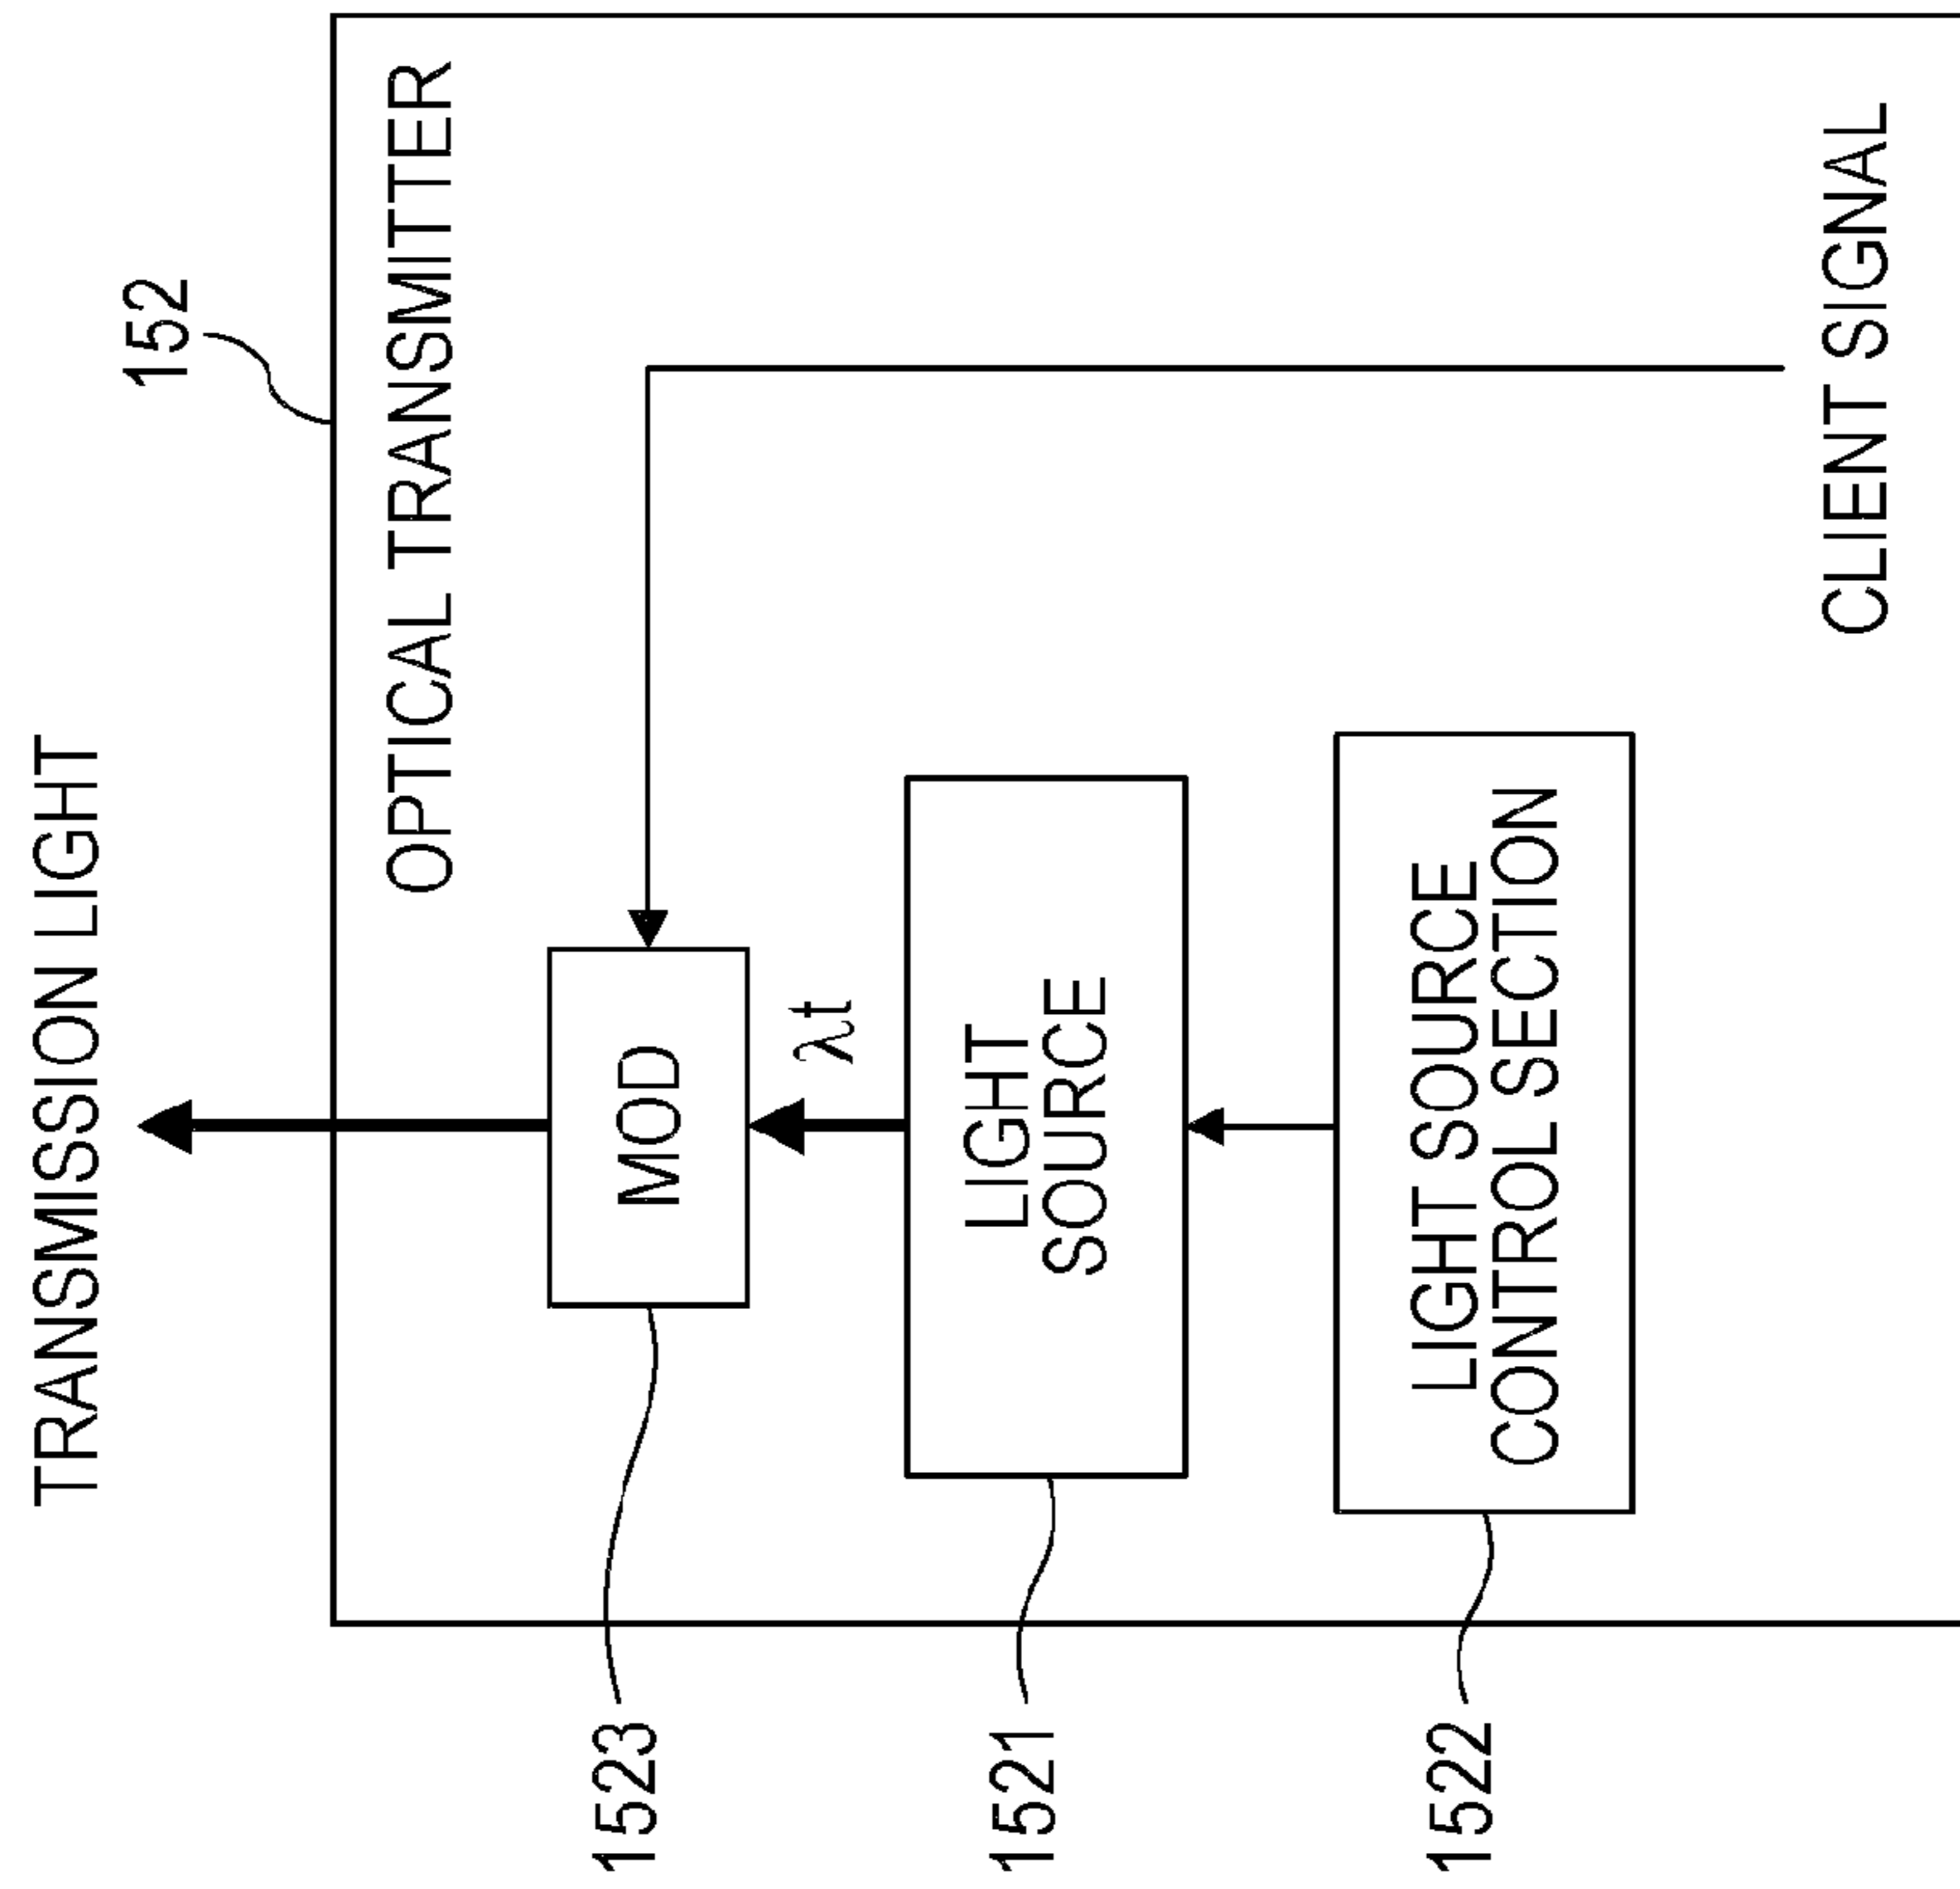 TRANSMISSION LIGHT
152
OPTICAL TRANSMITTER
MOD
1523
λt
LIGHT
SOURCE
1521
LIGHT SOURCE
CONTROL SECTION
1522
CLIENT SIGNAL